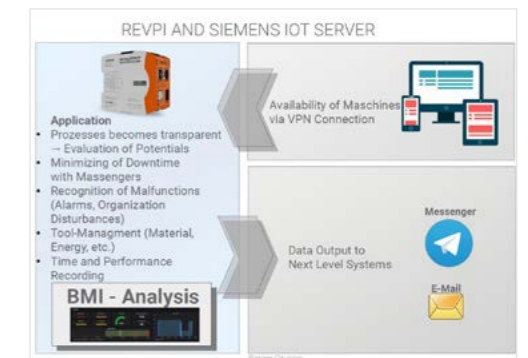 REVPI AND SIEMENS IOT SERVER
Application
• Prozesses becomes transparent
→ Evaluation of Potentials
• Minimizing of Downtime
with Massengers
• Recognition of Malfunctions
(Alarms, Organization
Disturbances)
• Tool-Managment (Material,
Energy, etc.)
• Time and Performance
Recording
BMI - Analysis
Availability of Maschines
via VPN Connection
Data Output to
Next Level Systems
Messenger
E-Mail